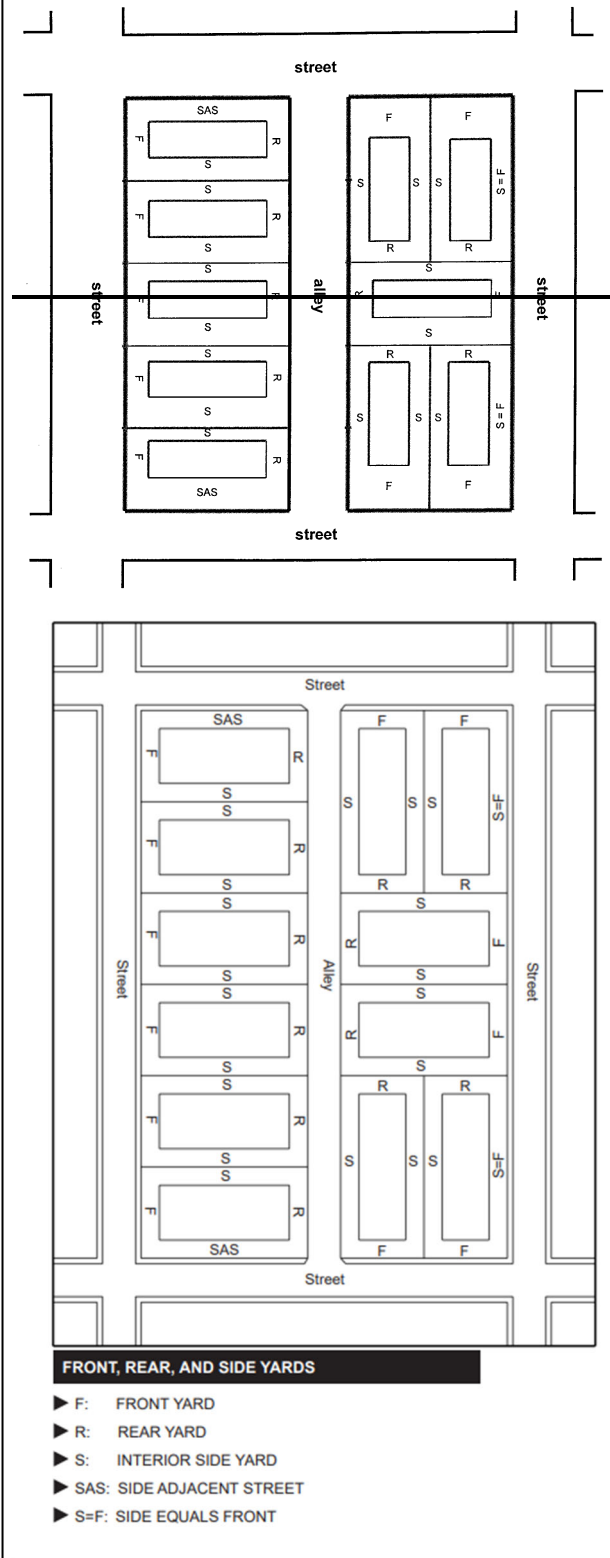 street
SAS
F R
S
F F
S S S S = F
R R
S
F R
S
S
F R
S
S
R F
S
street alley street
S
F R
S
R R
S S S = F
F F
S
F R
SAS
street
Street
SAS
F R
S
F F
S S S S=F
R R
S
F R
S
S
F R
S
S
R F
S
Street Alley Street
S
F R
S
S
R F
S
S
F R
S
R R
S S S S=F
F F
S
F R
SAS
Street
FRONT, REAR, AND SIDE YARDS
F: FRONT YARD
R: REAR YARD
S: INTERIOR SIDE YARD
SAS: SIDE ADJACENT STREET
S=F: SIDE EQUALS FRONT